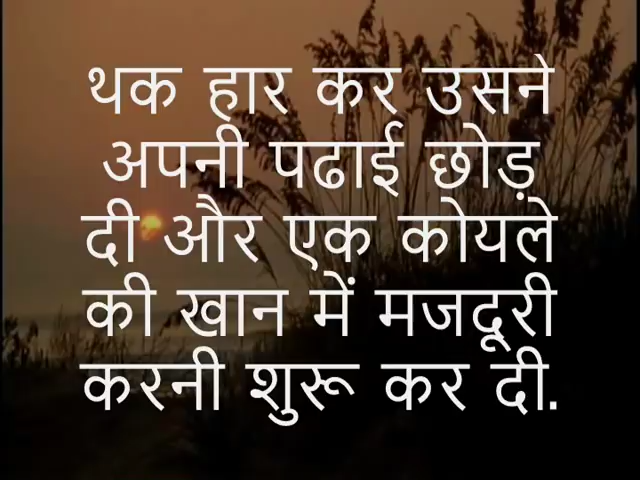 थक हार कर उसने
अपनी पढाई छोड़
दी और एक कोयले
की खान में मजदूरी
करनी शुरू कर दी.